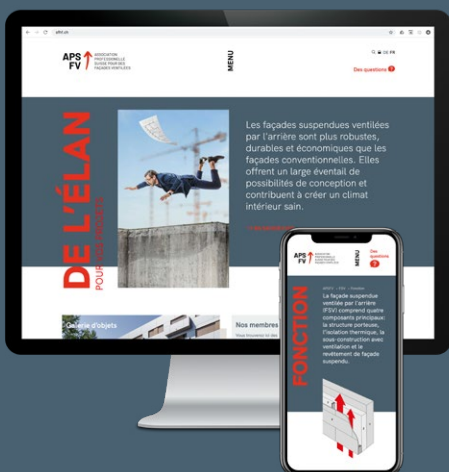 APS
FV
ASSOCIATION
PROFESSIONNELLE
SUISSE POUR DES
FAÇADES VENTILÉES
MENU
DE FR
Des questions ?
DE L'ÉLAN
POUR VOS PROJETS
Les façades suspendues ventilées
par l'arrière sont plus robustes,
durables et économiques que les
façades conventionnelles. Elles
offrent un large éventail de
possibilités de conception et
contribuent à créer un climat
intérieur sain.
Galerie d'objets
Nos membres
APS
FV
MENU
Des
questions
?
FONCTION
La façade suspendue
ventilée par l'arrière
(FSV) comprend quatre
composants principaux:
la structure porteuse,
l'isolation thermique, la
sous-construction avec
ventilation et le
revêtement de façade
suspendu.